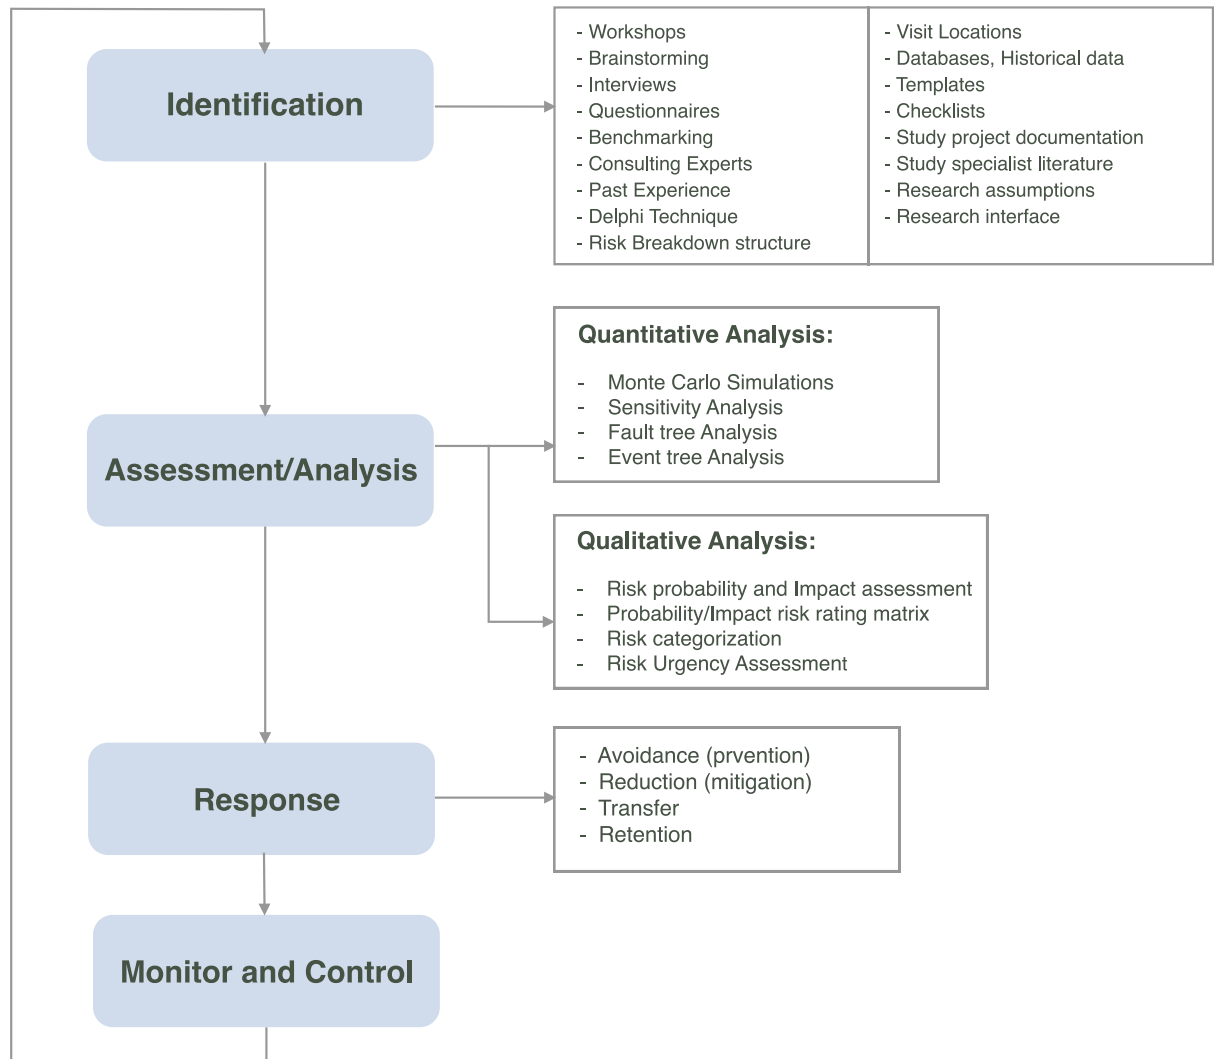 Identification
- Workshops
- Brainstorming
- Interviews
- Questionnaires
- Benchmarking
- Consulting Experts
- Past Experience
- Delphi Technique
- Risk Breakdown structure
- Visit Locations
- Databases, Historical data
- Templates
- Checklists
- Study project documentation
- Study specialist literature
- Research assumptions
- Research interface
Assessment/Analysis
Quantitative Analysis:
- Monte Carlo Simulations
- Sensitivity Analysis
- Fault tree Analysis
- Event tree Analysis
Qualitative Analysis:
- Risk probability and Impact assessment
- Probability/Impact risk rating matrix
- Risk categorization
- Risk Urgency Assessment
Response
- Avoidance (prvention)
- Reduction (mitigation)
- Transfer
- Retention
Monitor and Control